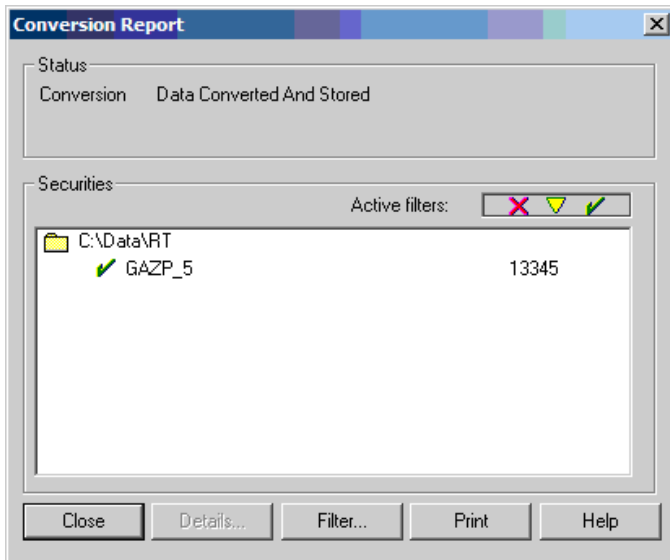 Conversion Report
Status
Conversion Data Converted And Stored
Securities
Active filters:
C:\Data\RT
GAZP_5 13345
Close Details... Filter... Print Help